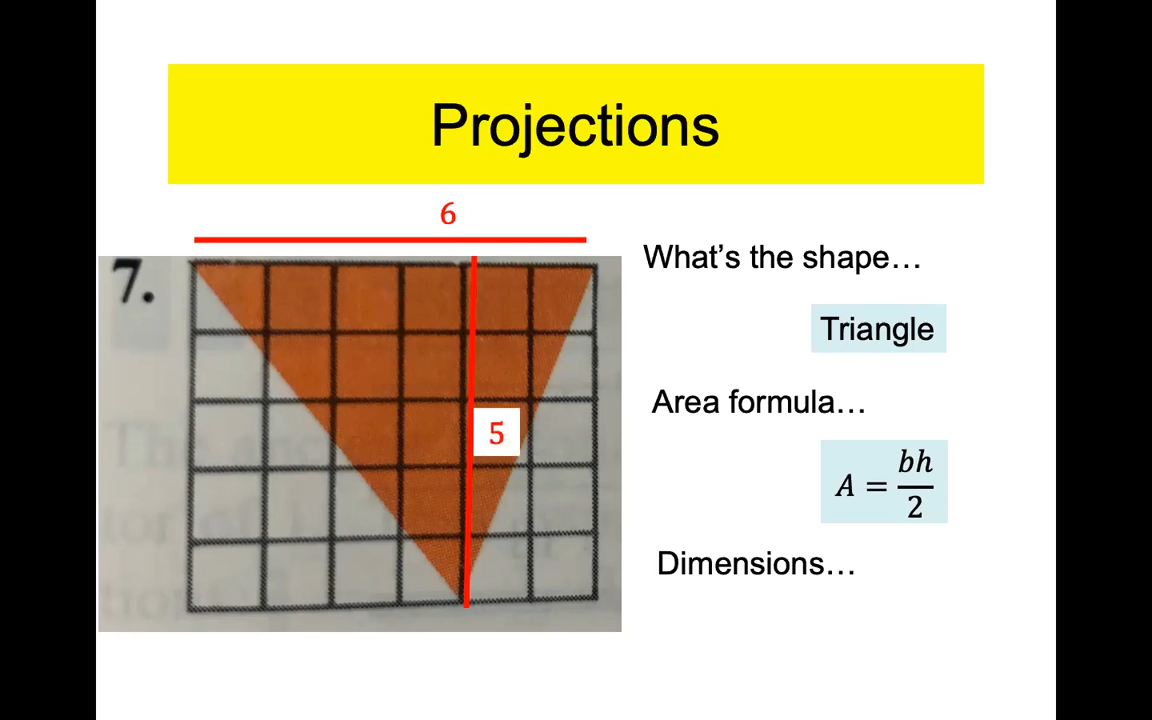 Projections
6
7.
What's the shape…
Triangle
Area formula…
5
A = bh/2
Dimensions…